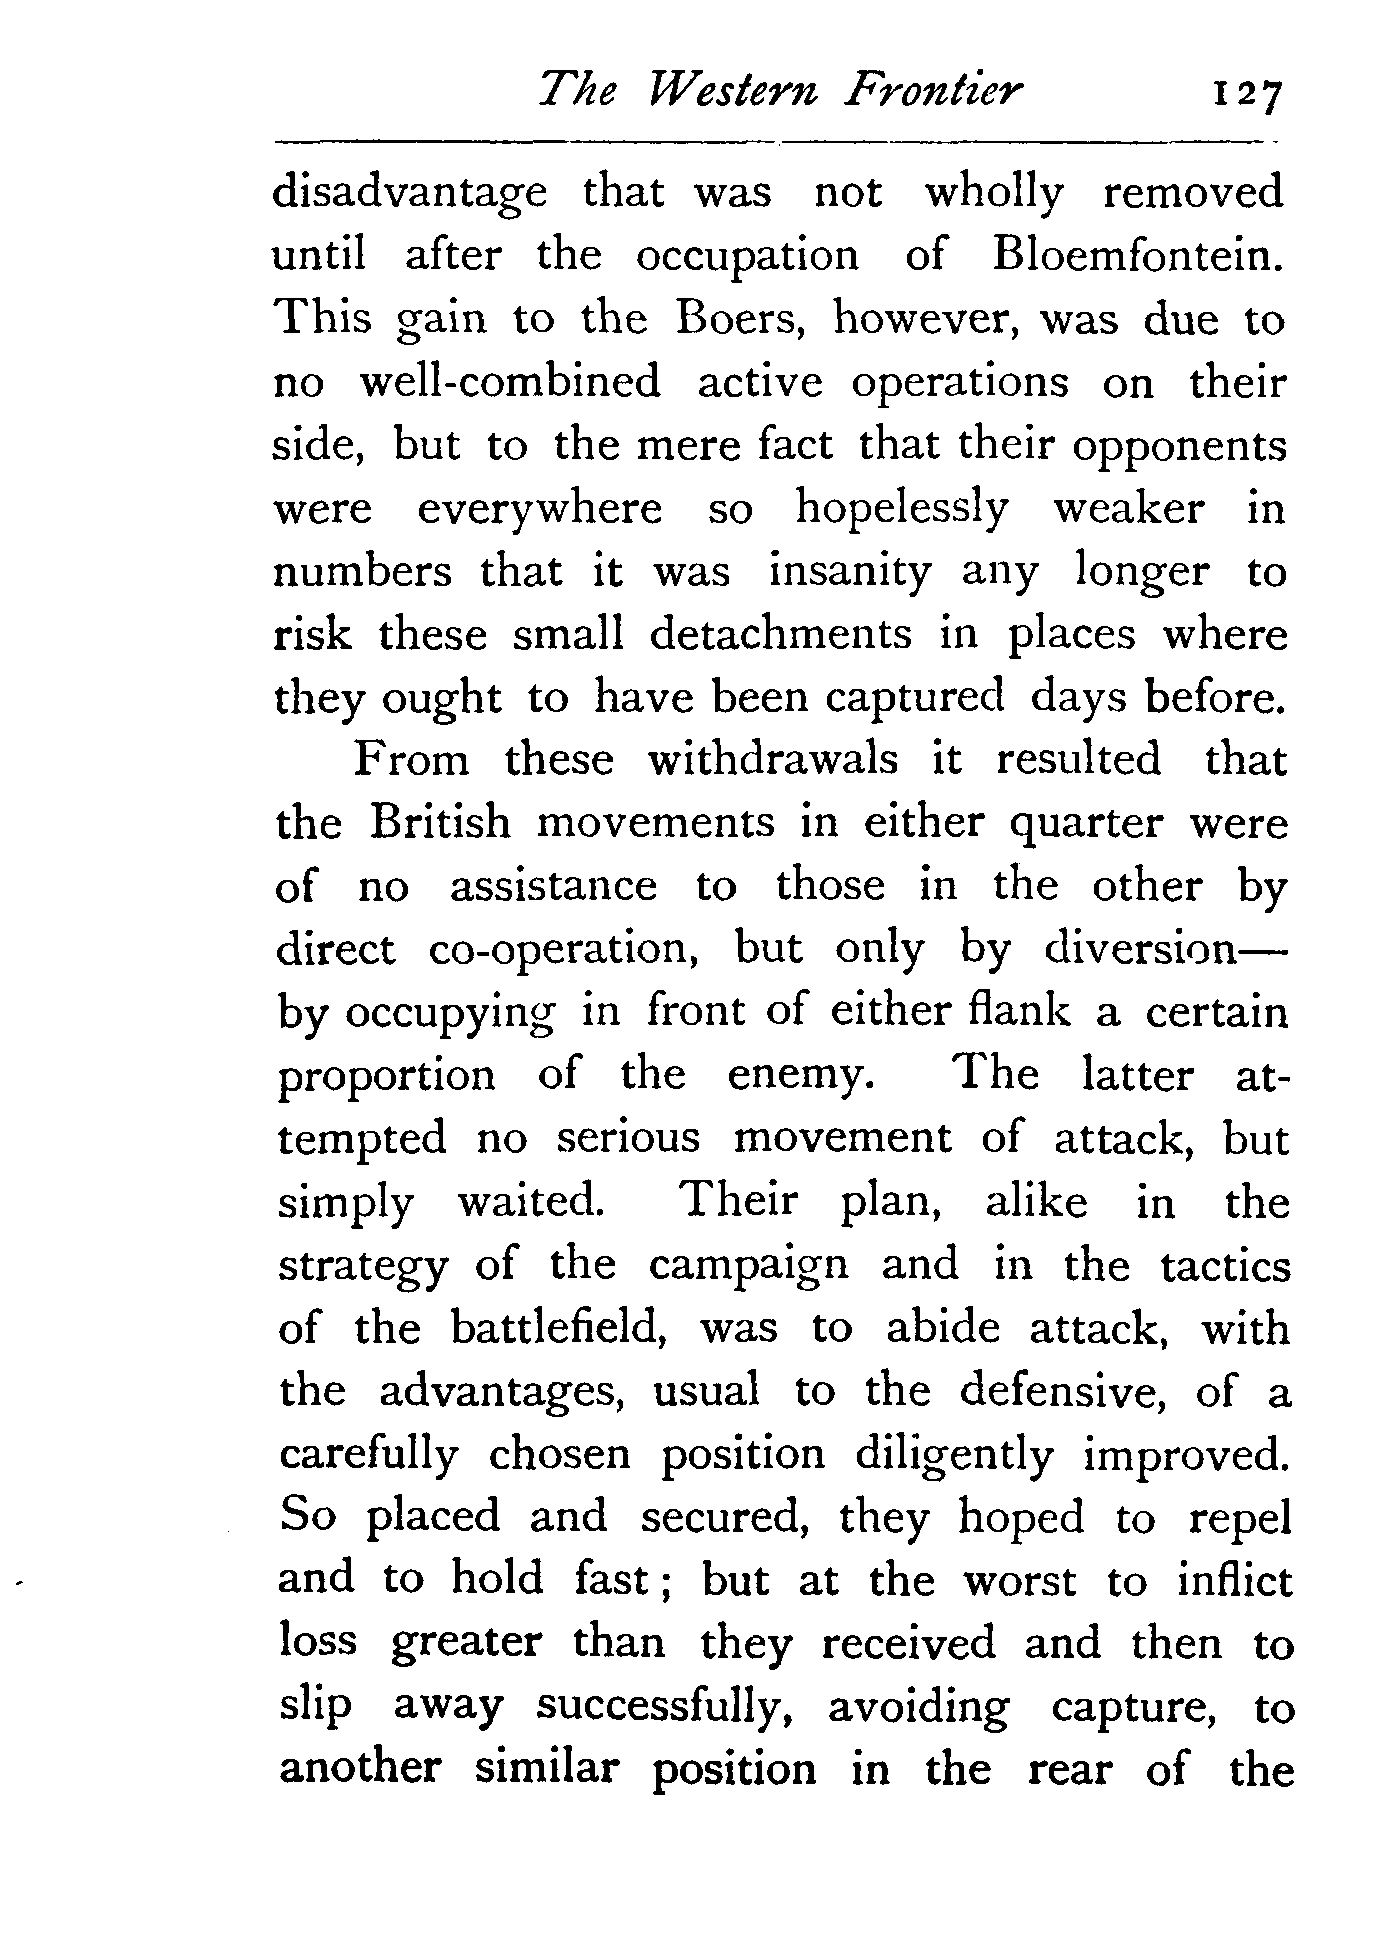 The Western Frontier 127
disadvantage that was not wholly removed
until after the occupation of Bloemfontein.
This gain to the Boers, however, was due to
no well-combined active operations on their
side, but to the mere fact that their opponents
were everywhere so hopelessly weaker in
numbers that it was insanity any longer to
risk these small detachments in places where
they ought to have been captured days before.
From these withdrawals it resulted that
the British movements in either quarter were
of no assistance to those in the other by
direct co-operation, but only by diversion—
by occupying in front of either flank a certain
proportion of the enemy. The latter at-
tempted no serious movement of attack, but
simply waited. Their plan, alike in the
strategy of the campaign and in the tactics
of the battlefield, was to abide attack, with
the advantages, usual to the defensive, of a
carefully chosen position diligently improved.
So placed and secured, they hoped to repel
and to hold fast; but at the worst to inflict
loss greater than they received and then to
slip away successfully, avoiding capture, to
another similar position in the rear of the